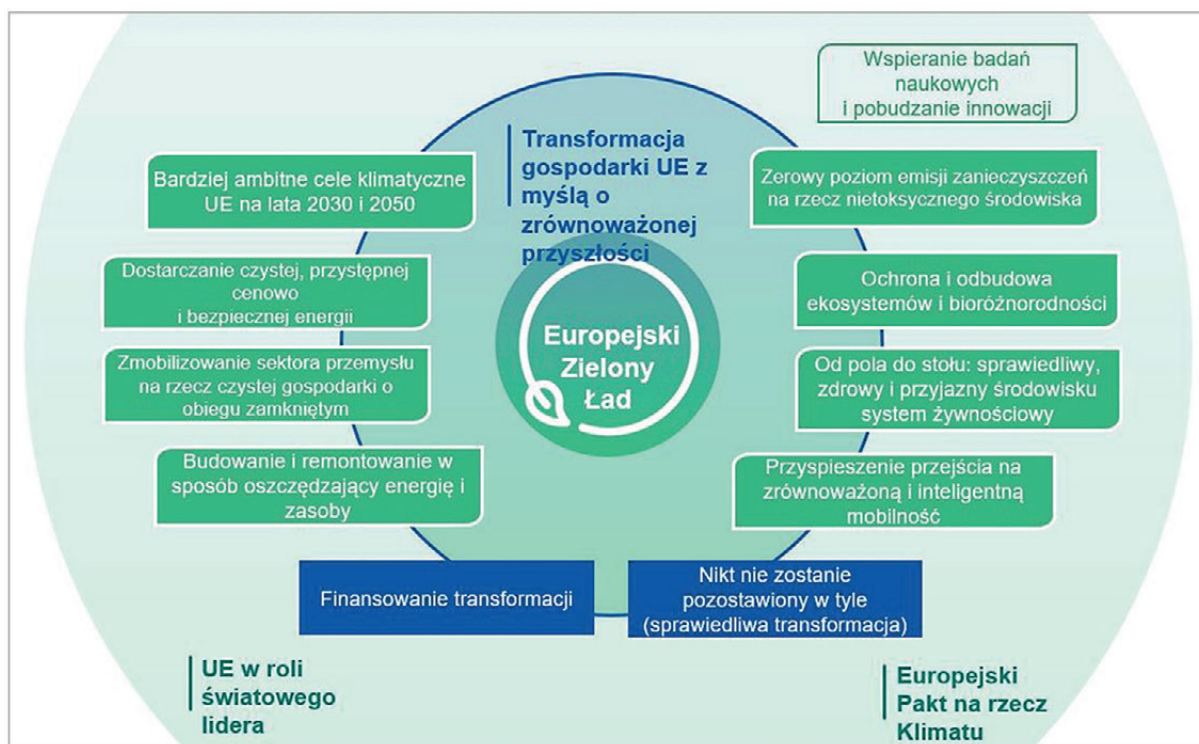 Wspieranie badań
naukowych
i pobudzanie innowacji
Transformacja
gospodarki UE z
myślą o
zrównoważonej
przyszłości
Bardziej ambitne cele klimatyczne
UE na lata 2030 i 2050
Zerowy poziom emisji zanieczyszczeń
na rzecz nietoksycznego środowiska
Dostarczanie czystej, przystępnej
cenowo
i bezpiecznej energii
Ochrona i odbudowa
ekosystemów i bioróżnorodności
Europejski
Zielony
Ład
Zmobilizowanie sektora przemysłu
na rzecz czystej gospodarki o
obiegu zamkniętym
Od pola do stołu: sprawiedliwy,
zdrowy i przyjazny środowisku
system żywnościowy
Budowanie i remontowanie w
sposób oszczędzający energię i
zasoby
Przyspieszenie przejścia na
zrównoważoną i inteligentną
mobilność
Finansowanie transformacji
Nikt nie zostanie
pozostawiony w tyle
(sprawiedliwa transformacja)
UE w roli
światowego
lidera
Europejski
Pakt na rzecz
Klimatu